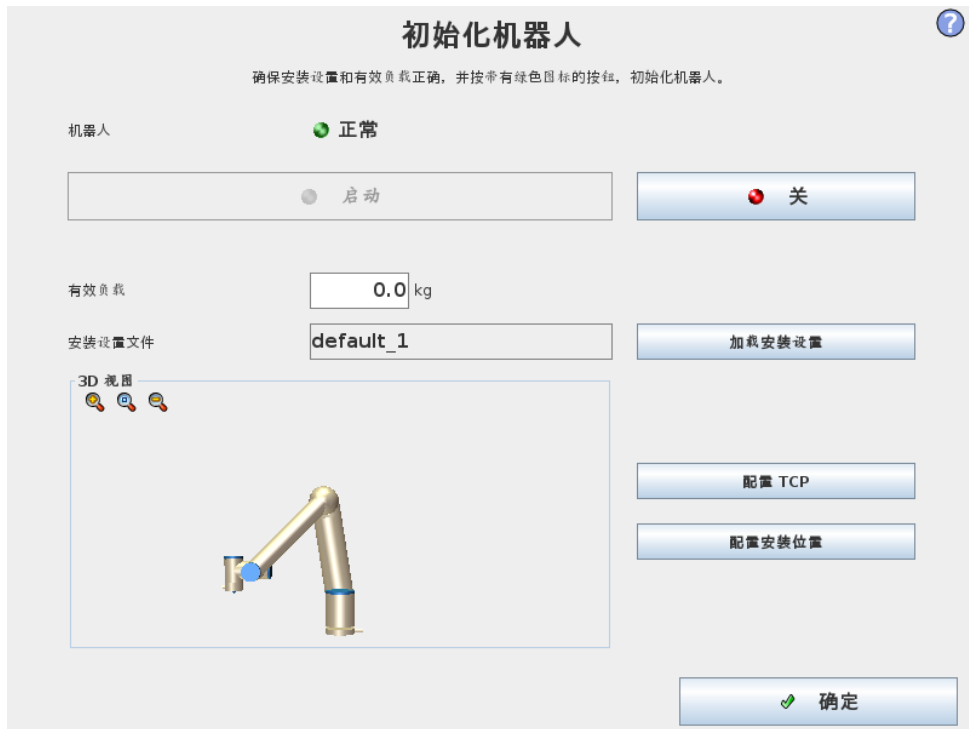 初始化机器人
?
确保安装设置和有效负载正确，并按带有绿色图标的按钮，初始化机器人。
机器人 正常
启动 关
有效负载 0.0 kg
安装设置文件 default_1 加载安装设置
3D 视图
配置 TCP
配置安装位置
确定